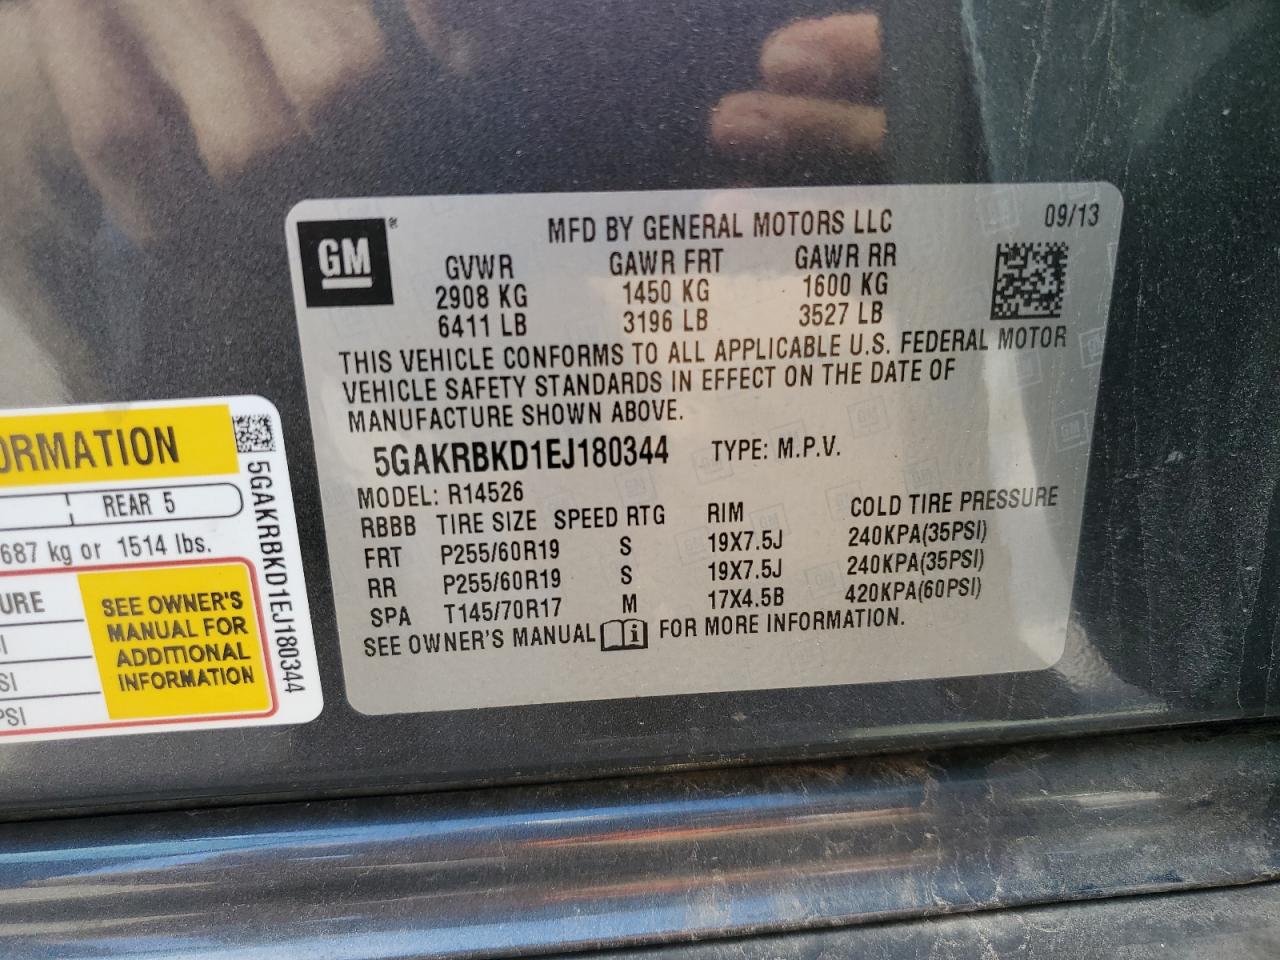 GM
®
MFD BY GENERAL MOTORS LLC
09/13
GVWR GAWR FRT GAWR RR
2908 KG 1450 KG 1600 KG
6411 LB 3196 LB 3527 LB
THIS VEHICLE CONFORMS TO ALL APPLICABLE U.S. FEDERAL MOTOR
VEHICLE SAFETY STANDARDS IN EFFECT ON THE DATE OF
MANUFACTURE SHOWN ABOVE.
5GAKRBKD1EJ180344 TYPE: M.P.V.
MODEL: R14526
RBBB TIRE SIZE SPEED RTG RIM COLD TIRE PRESSURE
FRT P255/60R19 S 19X7.5J 240KPA(35PSI)
RR P255/60R19 S 19X7.5J 240KPA(35PSI)
SPA T145/70R17 M 17X4.5B 420KPA(60PSI)
SEE OWNER'S MANUAL i FOR MORE INFORMATION.
ORMATION
REAR 5
687 kg or 1514 lbs.
URE
SI
PSI
SEE OWNER'S
MANUAL FOR
ADDITIONAL
INFORMATION
5GAKRBKD1EJ180344